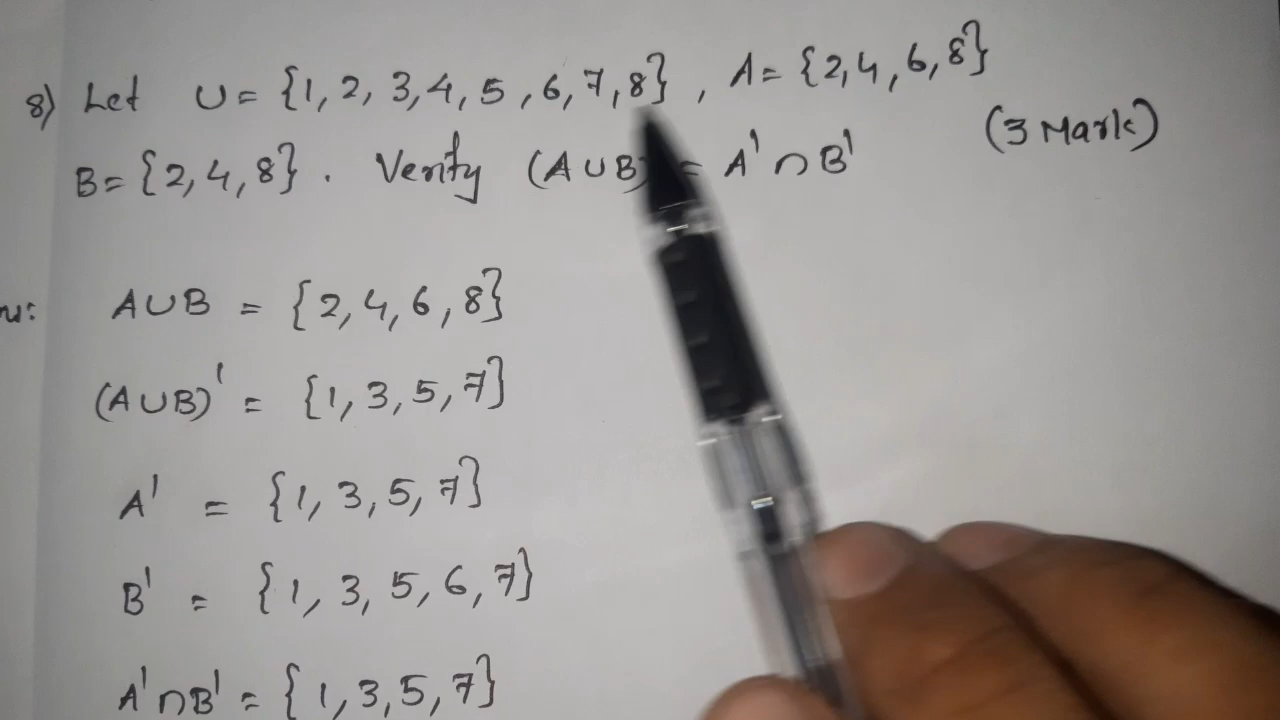 8) Let U = {1, 2, 3, 4, 5, 6, 7, 8}, A = {2, 4, 6, 8}
B = {2, 4, 8}. Verify (A ∪ B) = A' ∩ B' (3 Mark)
A ∪ B = {2, 4, 6, 8}
(A ∪ B)' = {1, 3, 5, 7}
A' = {1, 3, 5, 7}
B' = {1, 3, 5, 6, 7}
A' ∩ B' = {1, 3, 5, 7}